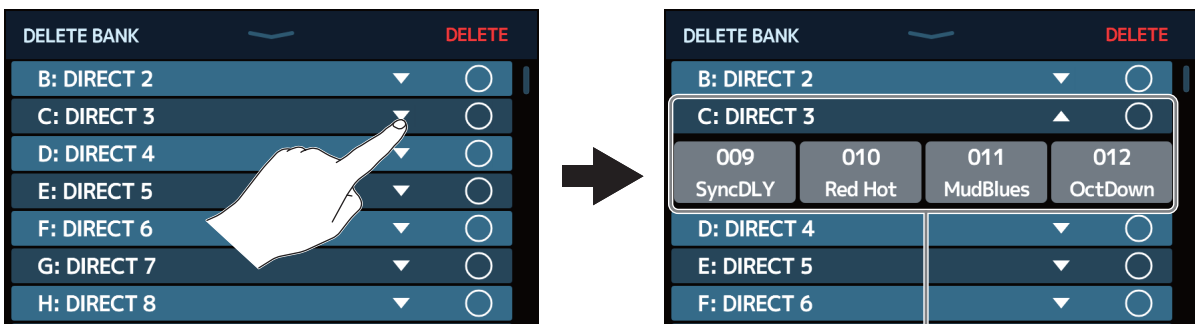 DELETE BANK DELETE
B: DIRECT 2
C: DIRECT 3
D: DIRECT 4
E: DIRECT 5
F: DIRECT 6
G: DIRECT 7
H: DIRECT 8
DELETE BANK DELETE
B: DIRECT 2
C: DIRECT 3
009 010 011 012
SyncDLY Red Hot MudBlues OctDown
D: DIRECT 4
E: DIRECT 5
F: DIRECT 6